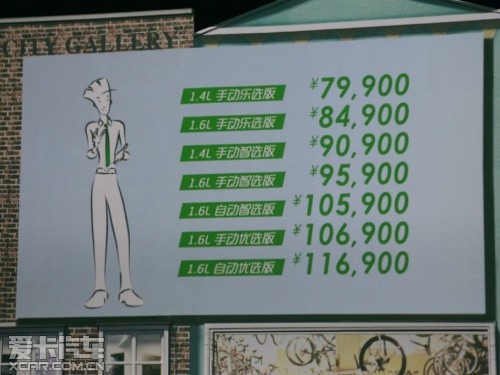 CITY GALLERY
1.4L 手动乐选版 ¥79,900
1.6L 手动乐选版 ¥84,900
1.4L 手动智选版 ¥90,900
1.6L 手动智选版 ¥95,900
1.6L 自动智选版 ¥105,900
1.6L 手动优选版 ¥106,900
1.6L 自动优选版 ¥116,900
爱卡汽车
XCAR.COM.CN